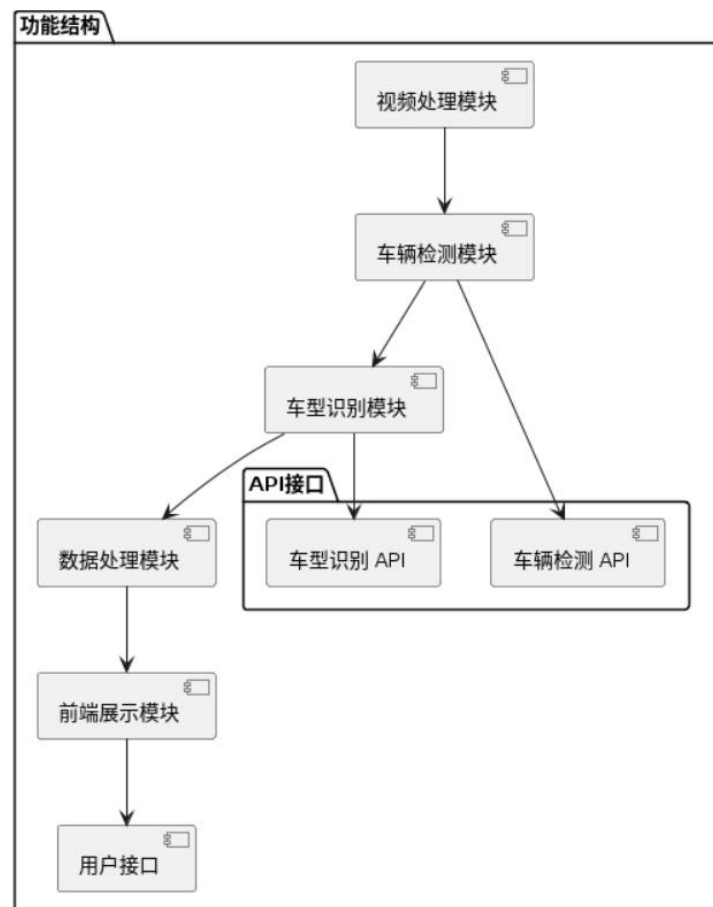 功能结构
视频处理模块
车辆检测模块
车型识别模块
API接口
数据处理模块
车型识别 API
车辆检测 API
前端展示模块
用户接口